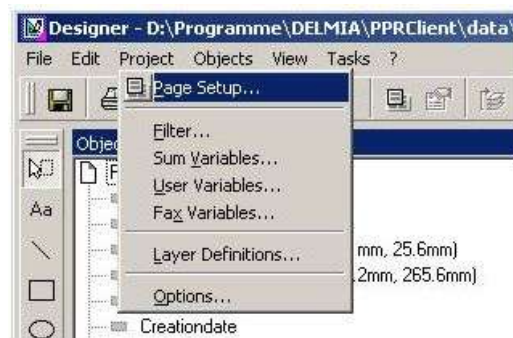 Designer - D:\Programme\DELMIA\PPRClient\data\
File Edit Project Objects View Tasks ?
Page Setup...
Filter...
Sum Variables...
User Variables...
Fax Variables...
Layer Definitions...
Options...
Aa
mm, 25.6mm)
.2mm, 265.6mm)
Creationdate